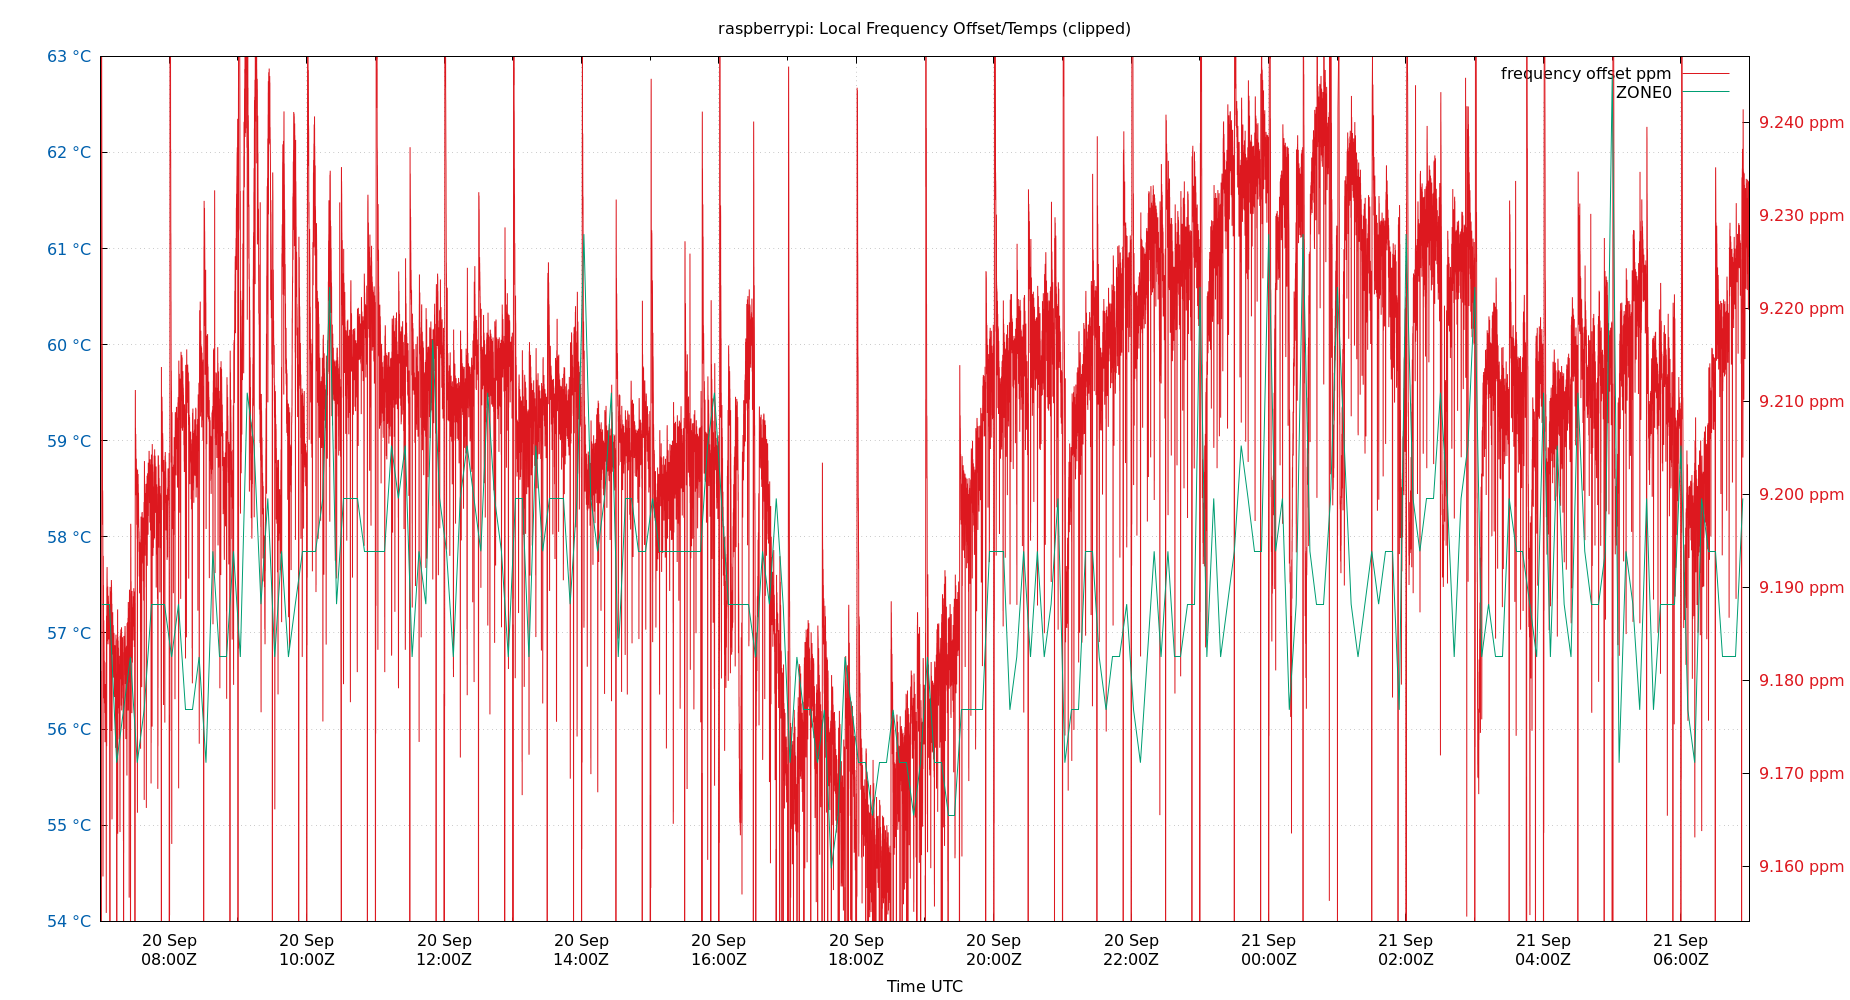 raspberrypi: Local Frequency Offset/Temps (clipped)
63 °C
62 °C
61 °C
60 °C
59 °C
58 °C
57 °C
56 °C
55 °C
54 °C
frequency offset ppm
ZONE0
9.240 ppm
9.230 ppm
9.220 ppm
9.210 ppm
9.200 ppm
9.190 ppm
9.180 ppm
9.170 ppm
9.160 ppm
20 Sep
08:00Z
20 Sep
10:00Z
20 Sep
12:00Z
20 Sep
14:00Z
20 Sep
16:00Z
20 Sep
18:00Z
20 Sep
20:00Z
20 Sep
22:00Z
21 Sep
00:00Z
21 Sep
02:00Z
21 Sep
04:00Z
21 Sep
06:00Z
Time UTC